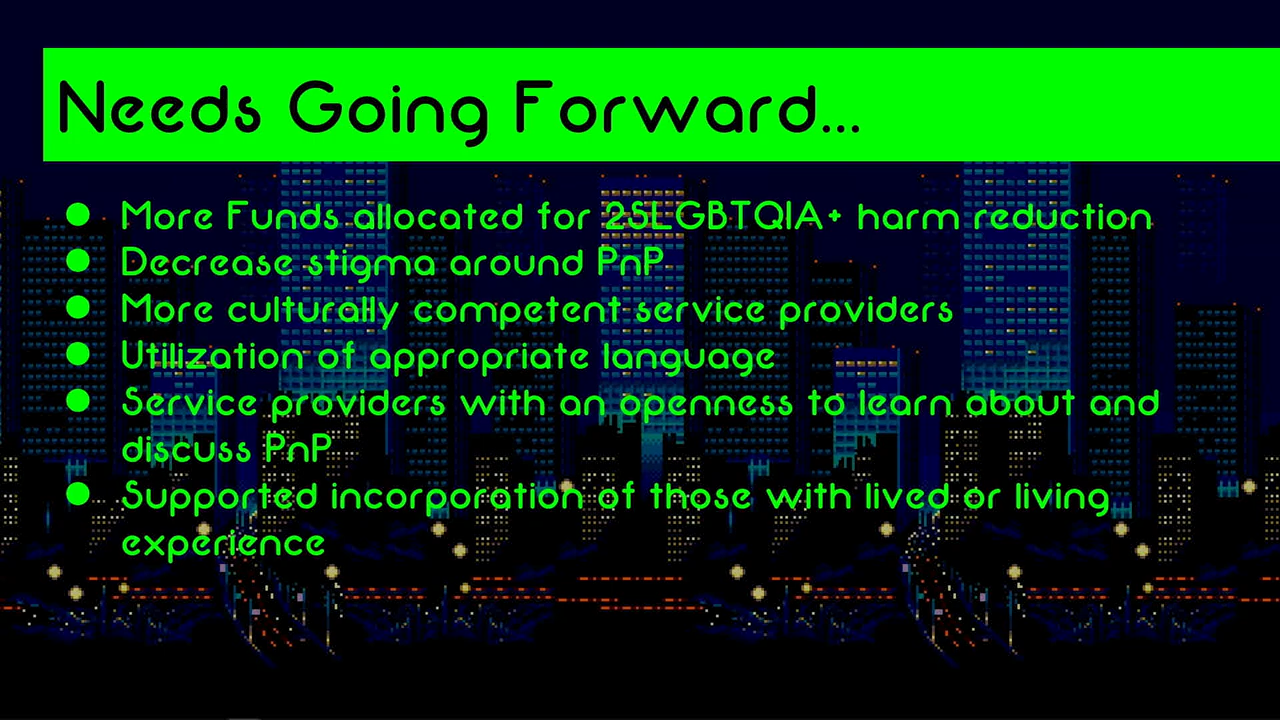 Needs Going Forward...
● More Funds allocated for 2SLGBTQIA+ harm reduction
● Decrease stigma around PnP
● More culturally competent service providers
● Utilization of appropriate language
● Service providers with an openness to learn about and
discuss PnP
● Supported incorporation of those with lived or living
experience